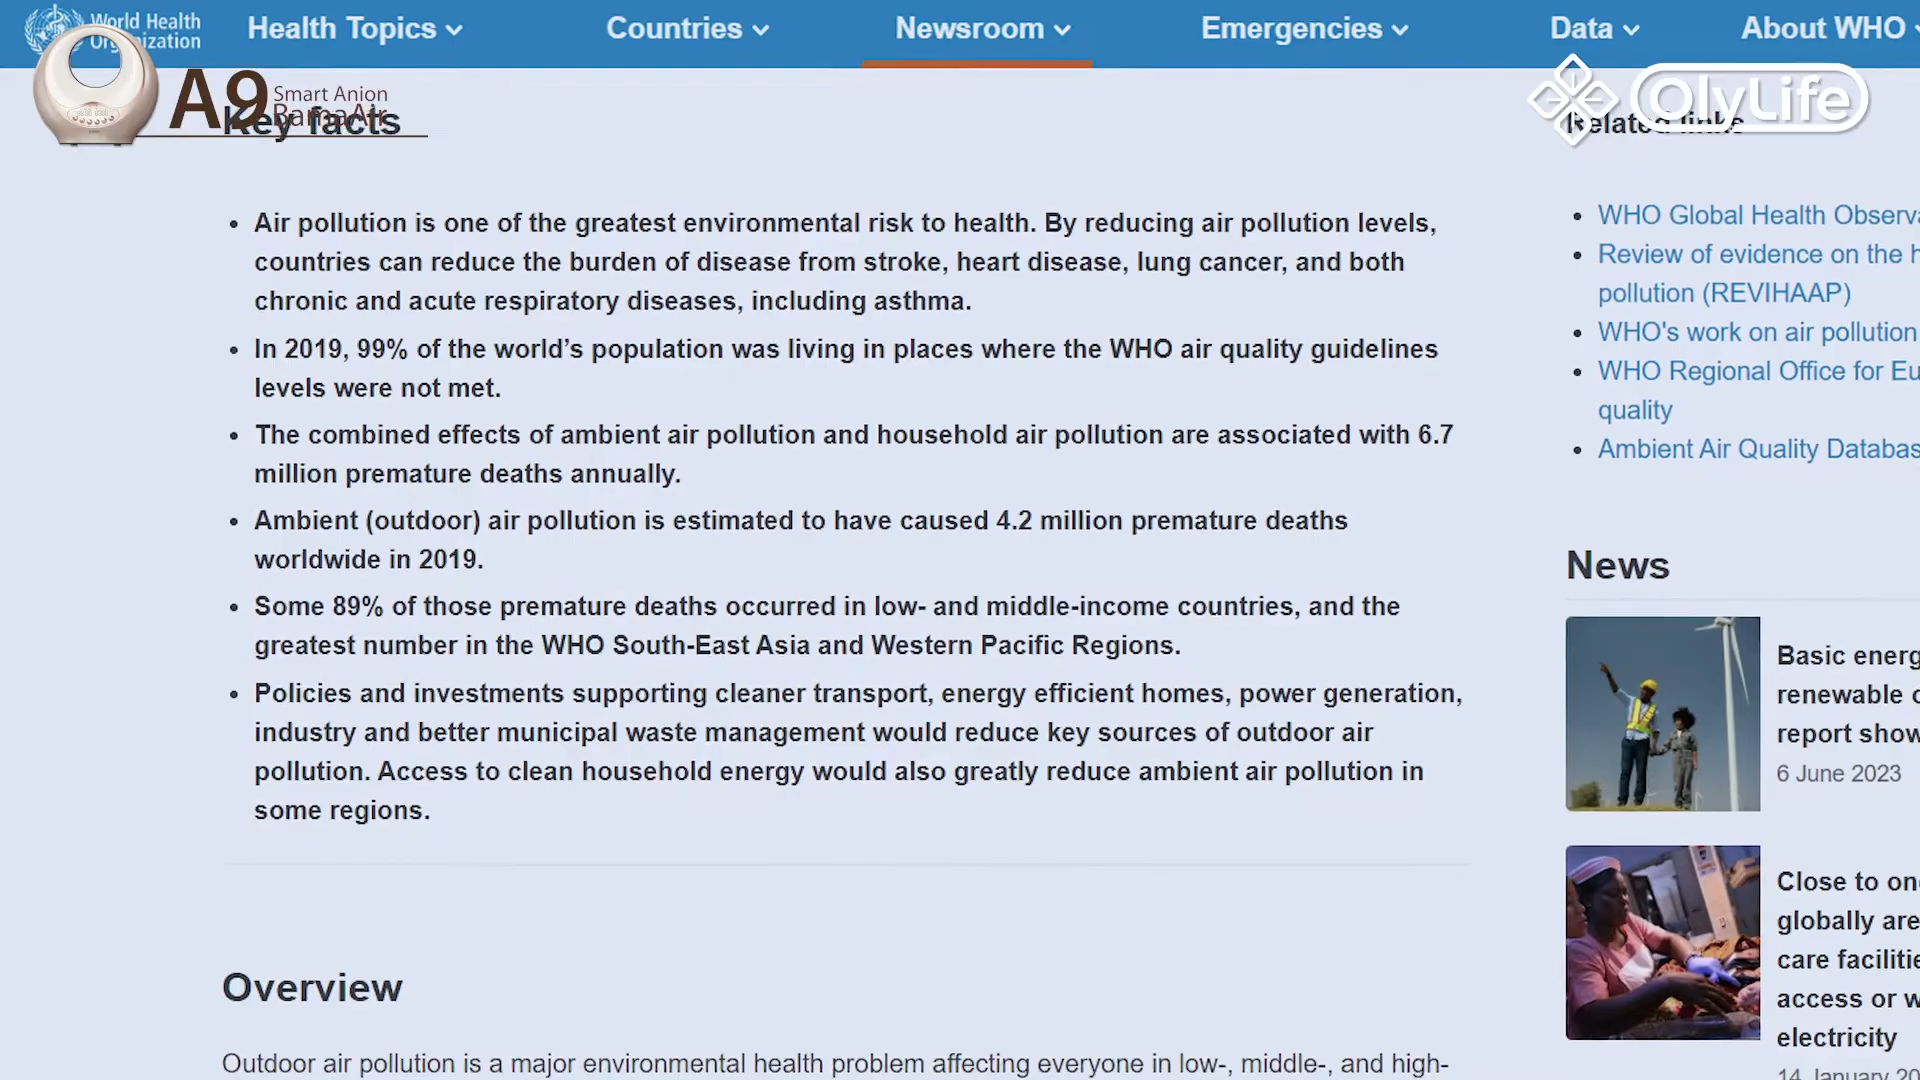 World Health
Organization
Health Topics
Countries
Newsroom
Emergencies
Data
About WHO
A9
Smart Anion
BamaAir
OlyLife
Key facts
Air pollution is one of the greatest environmental risk to health. By reducing air pollution levels,
countries can reduce the burden of disease from stroke, heart disease, lung cancer, and both
chronic and acute respiratory diseases, including asthma.
In 2019, 99% of the world’s population was living in places where the WHO air quality guidelines
levels were not met.
The combined effects of ambient air pollution and household air pollution are associated with 6.7
million premature deaths annually.
Ambient (outdoor) air pollution is estimated to have caused 4.2 million premature deaths
worldwide in 2019.
Some 89% of those premature deaths occurred in low- and middle-income countries, and the
greatest number in the WHO South-East Asia and Western Pacific Regions.
Policies and investments supporting cleaner transport, energy efficient homes, power generation,
industry and better municipal waste management would reduce key sources of outdoor air
pollution. Access to clean household energy would also greatly reduce ambient air pollution in
some regions.
Overview
Outdoor air pollution is a major environmental health problem affecting everyone in low-, middle-, and high-
Related links
WHO Global Health Observa
Review of evidence on the h
pollution (REVIHAAP)
WHO's work on air pollution
WHO Regional Office for Eu
quality
Ambient Air Quality Databas
News
Basic energ
renewable
report show
6 June 2023
Close to on
globally are
care facilitie
access or w
electricity
14 January 20